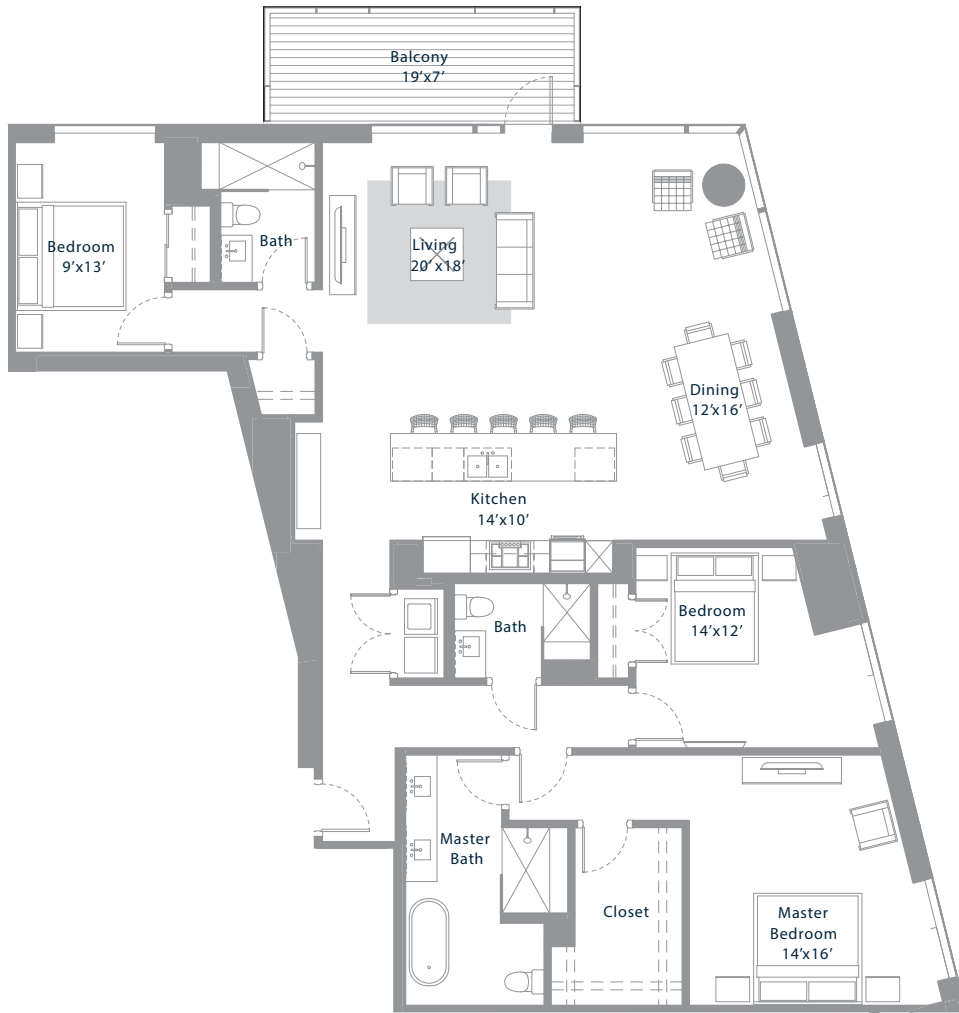 Balcony
19’x7’
Bedroom
9’x13’
Bath
Living
20’x18’
Dining
12’x16’
Kitchen
14’x10’
Bath
Bedroom
14’x12’
Master
Bath
Closet
Master
Bedroom
14’x16’